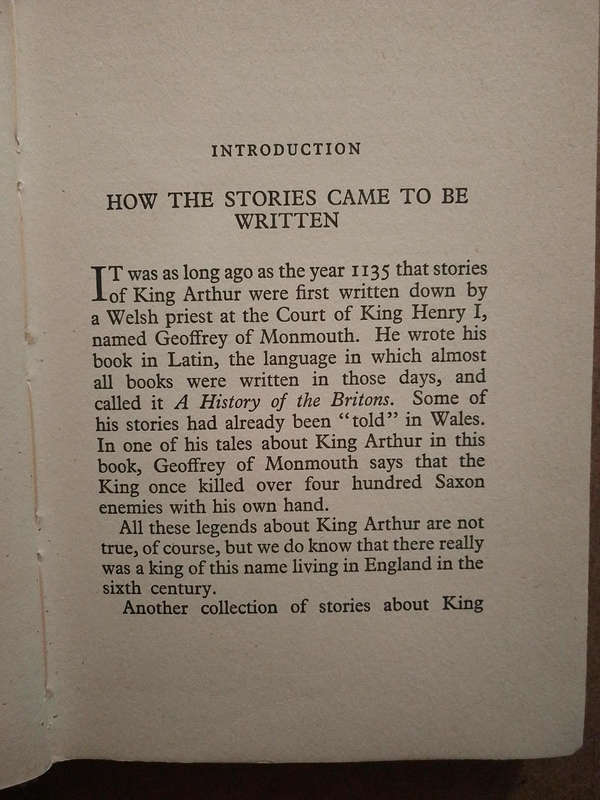 INTRODUCTION
HOW THE STORIES CAME TO BE
WRITTEN
IT was as long ago as the year 1135 that stories
of King Arthur were first written down by
a Welsh priest at the Court of King Henry I,
named Geoffrey of Monmouth. He wrote his
book in Latin, the language in which almost
all books were written in those days, and
called it A History of the Britons. Some of
his stories had already been “told” in Wales.
In one of his tales about King Arthur in this
book, Geoffrey of Monmouth says that the
King once killed over four hundred Saxon
enemies with his own hand.
All these legends about King Arthur are not
true, of course, but we do know that there really
was a king of this name living in England in the
sixth century.
Another collection of stories about King